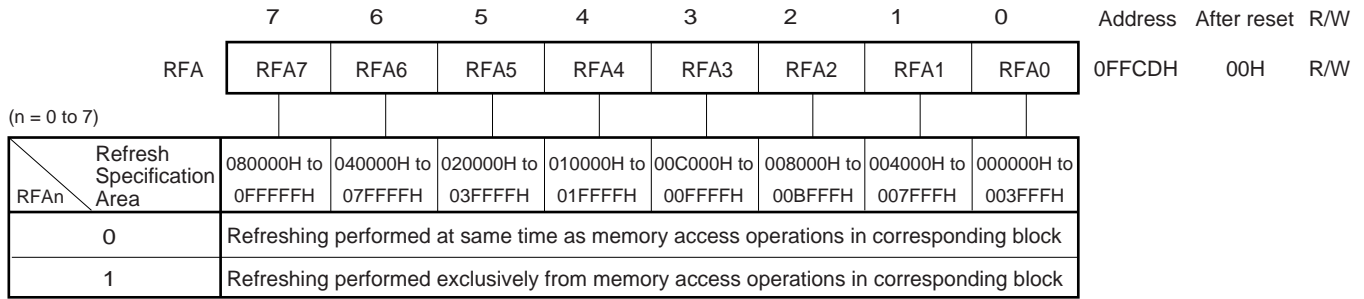 7 6 5 4 3 2 1 0 Address After reset R/W
RFA RFA7 RFA6 RFA5 RFA4 RFA3 RFA2 RFA1 RFA0 0FFCDH 00H R/W
(n = 0 to 7)
Refresh
Specification
Area
RFAn
080000H to 040000H to 020000H to 010000H to 00C000H to 008000H to 004000H to 000000H to
0FFFFFH 07FFFFH 03FFFFH 01FFFFH 00FFFFH 00BFFFH 007FFFH 003FFFH
0 Refreshing performed at same time as memory access operations in corresponding block
1 Refreshing performed exclusively from memory access operations in corresponding block